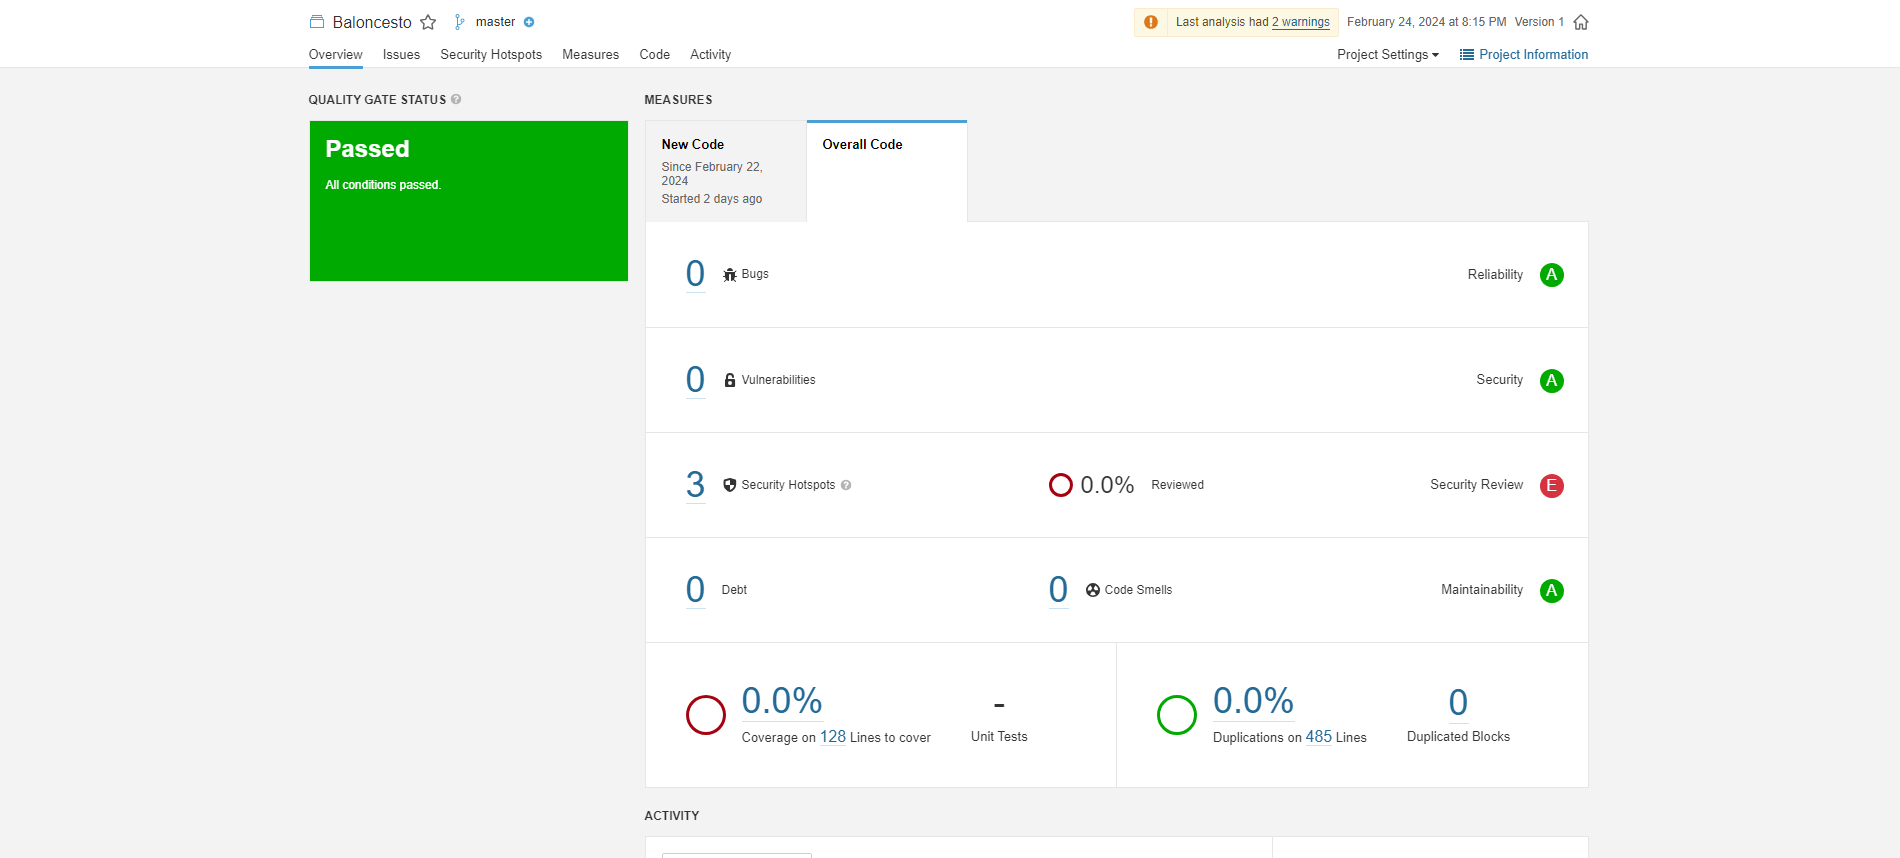 Baloncesto master
Last analysis had 2 warnings February 24, 2024 at 8:15 PM Version 1
Overview Issues Security Hotspots Measures Code Activity
Project Settings Project Information
QUALITY GATE STATUS
Passed
All conditions passed.
MEASURES
New Code
Since February 22,
2024
Started 2 days ago
Overall Code
0 Bugs Reliability A
0 Vulnerabilities Security A
3 Security Hotspots 0.0% Reviewed Security Review E
0 Debt 0 Code Smells Maintainability A
0.0%
Coverage on 128 Lines to cover
-
Unit Tests
0.0%
Duplications on 485 Lines
0
Duplicated Blocks
ACTIVITY